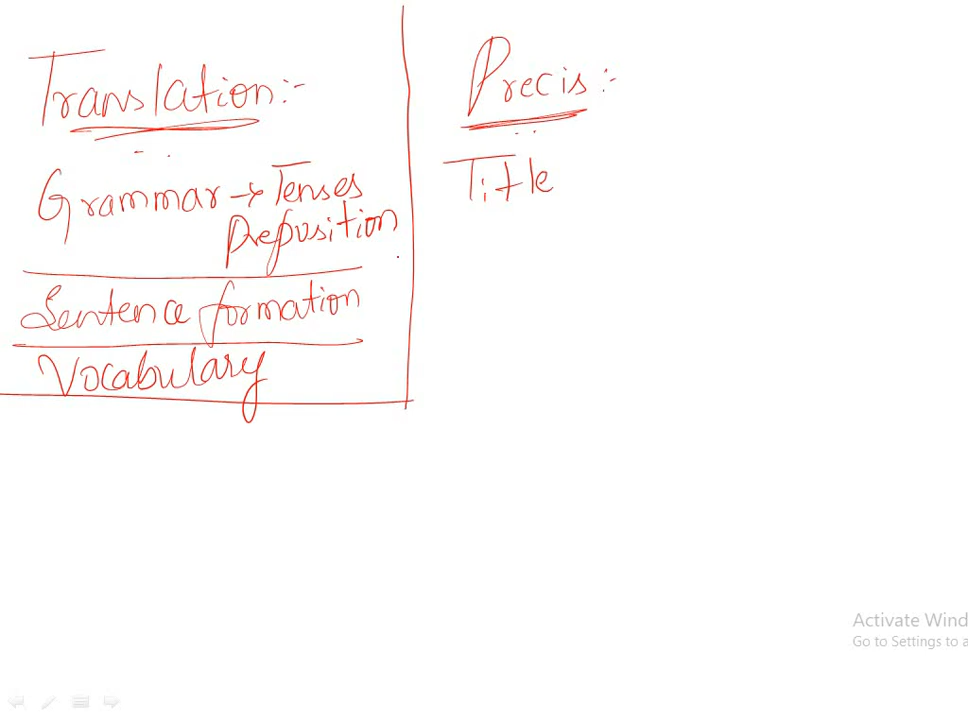 Translation:-
Grammar → Tenses
Preposition
Sentence formation
Vocabulary
Precis:-
Title
Activate Wind
Go to Settings to a